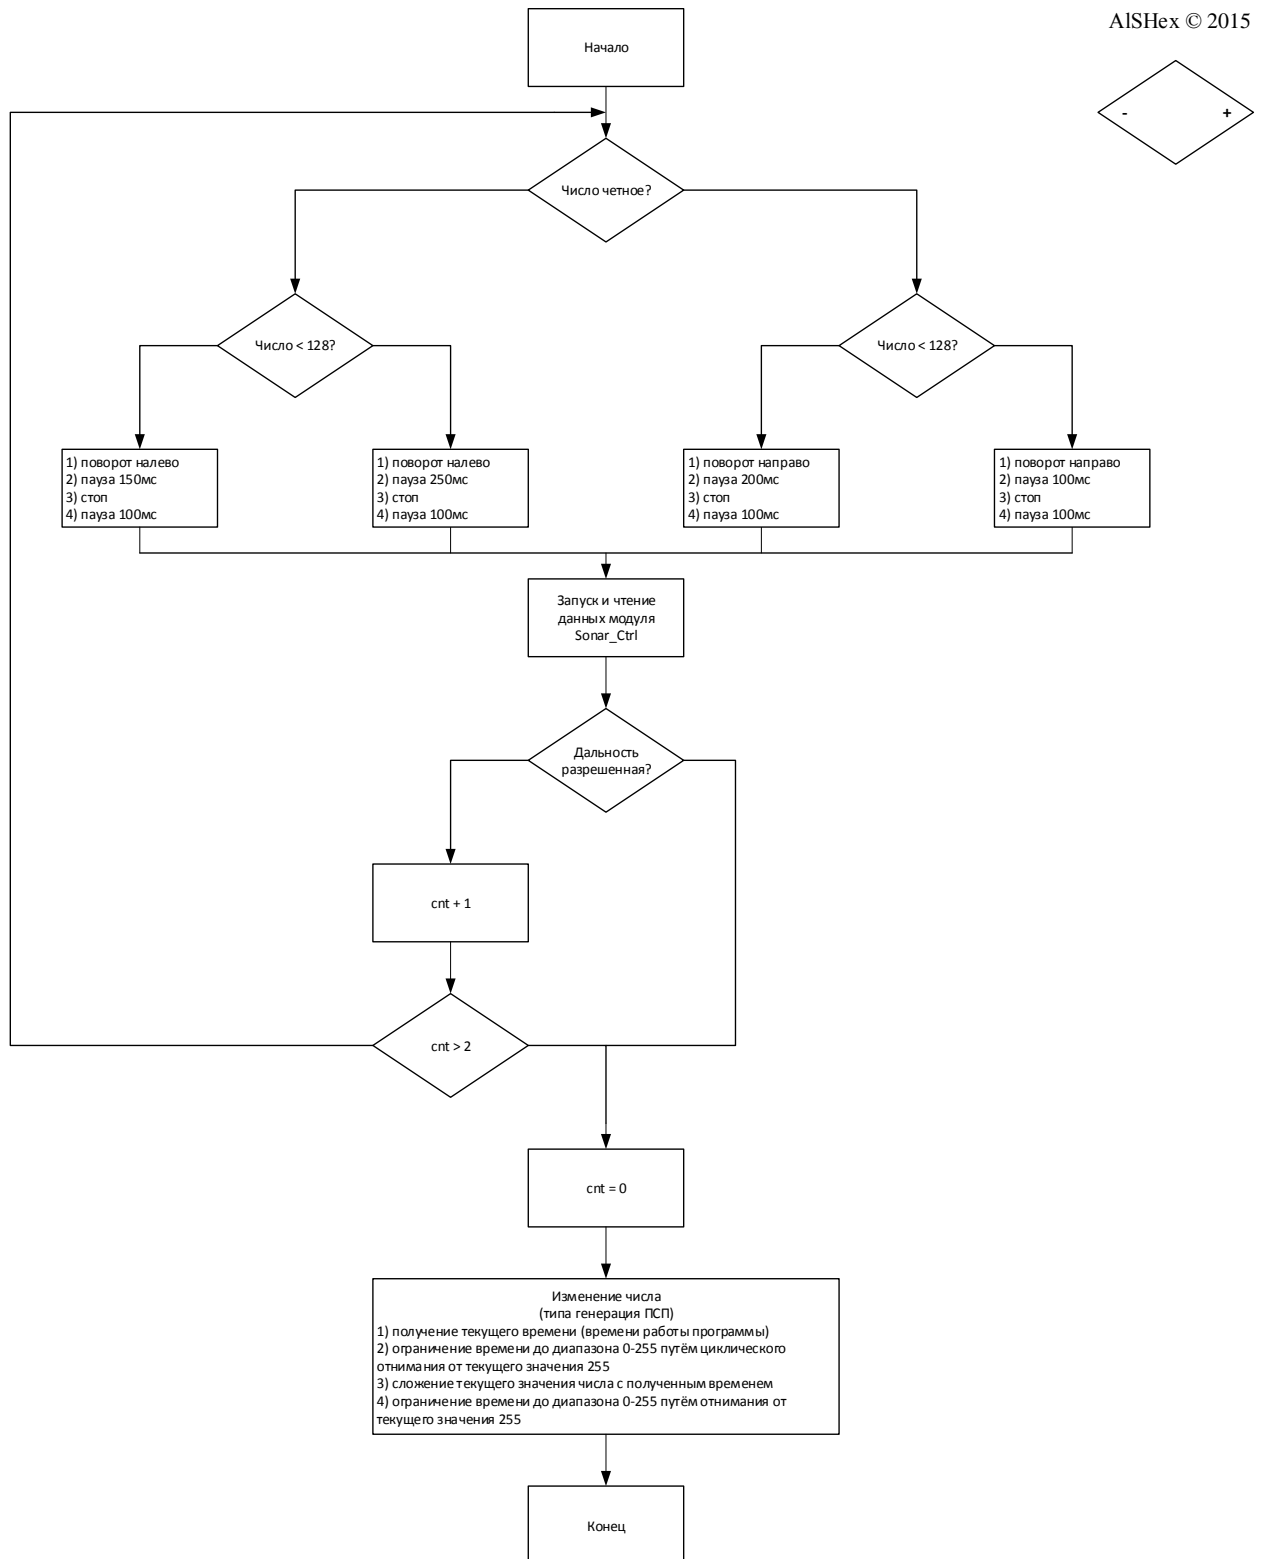 AlSHex © 2015
Начало
-
+
Число четное?
Число < 128?
Число < 128?
1) поворот налево
2) пауза 150мс
3) стоп
4) пауза 100мс
1) поворот налево
2) пауза 250мс
3) стоп
4) пауза 100мс
1) поворот направо
2) пауза 200мс
3) стоп
4) пауза 100мс
1) поворот направо
2) пауза 100мс
3) стоп
4) пауза 100мс
Запуск и чтение
данных модуля
Sonar_Ctrl
Дальность
разрешенная?
cnt + 1
cnt > 2
cnt = 0
Изменение числа
(типа генерация ПСП)
1) получение текущего времени (времени работы программы)
2) ограничение времени до диапазона 0-255 путём циклического
отнимания от текущего значения 255
3) сложение текущего значения числа с полученным временем
4) ограничение времени до диапазона 0-255 путём отнимания от
текущего значения 255
Конец